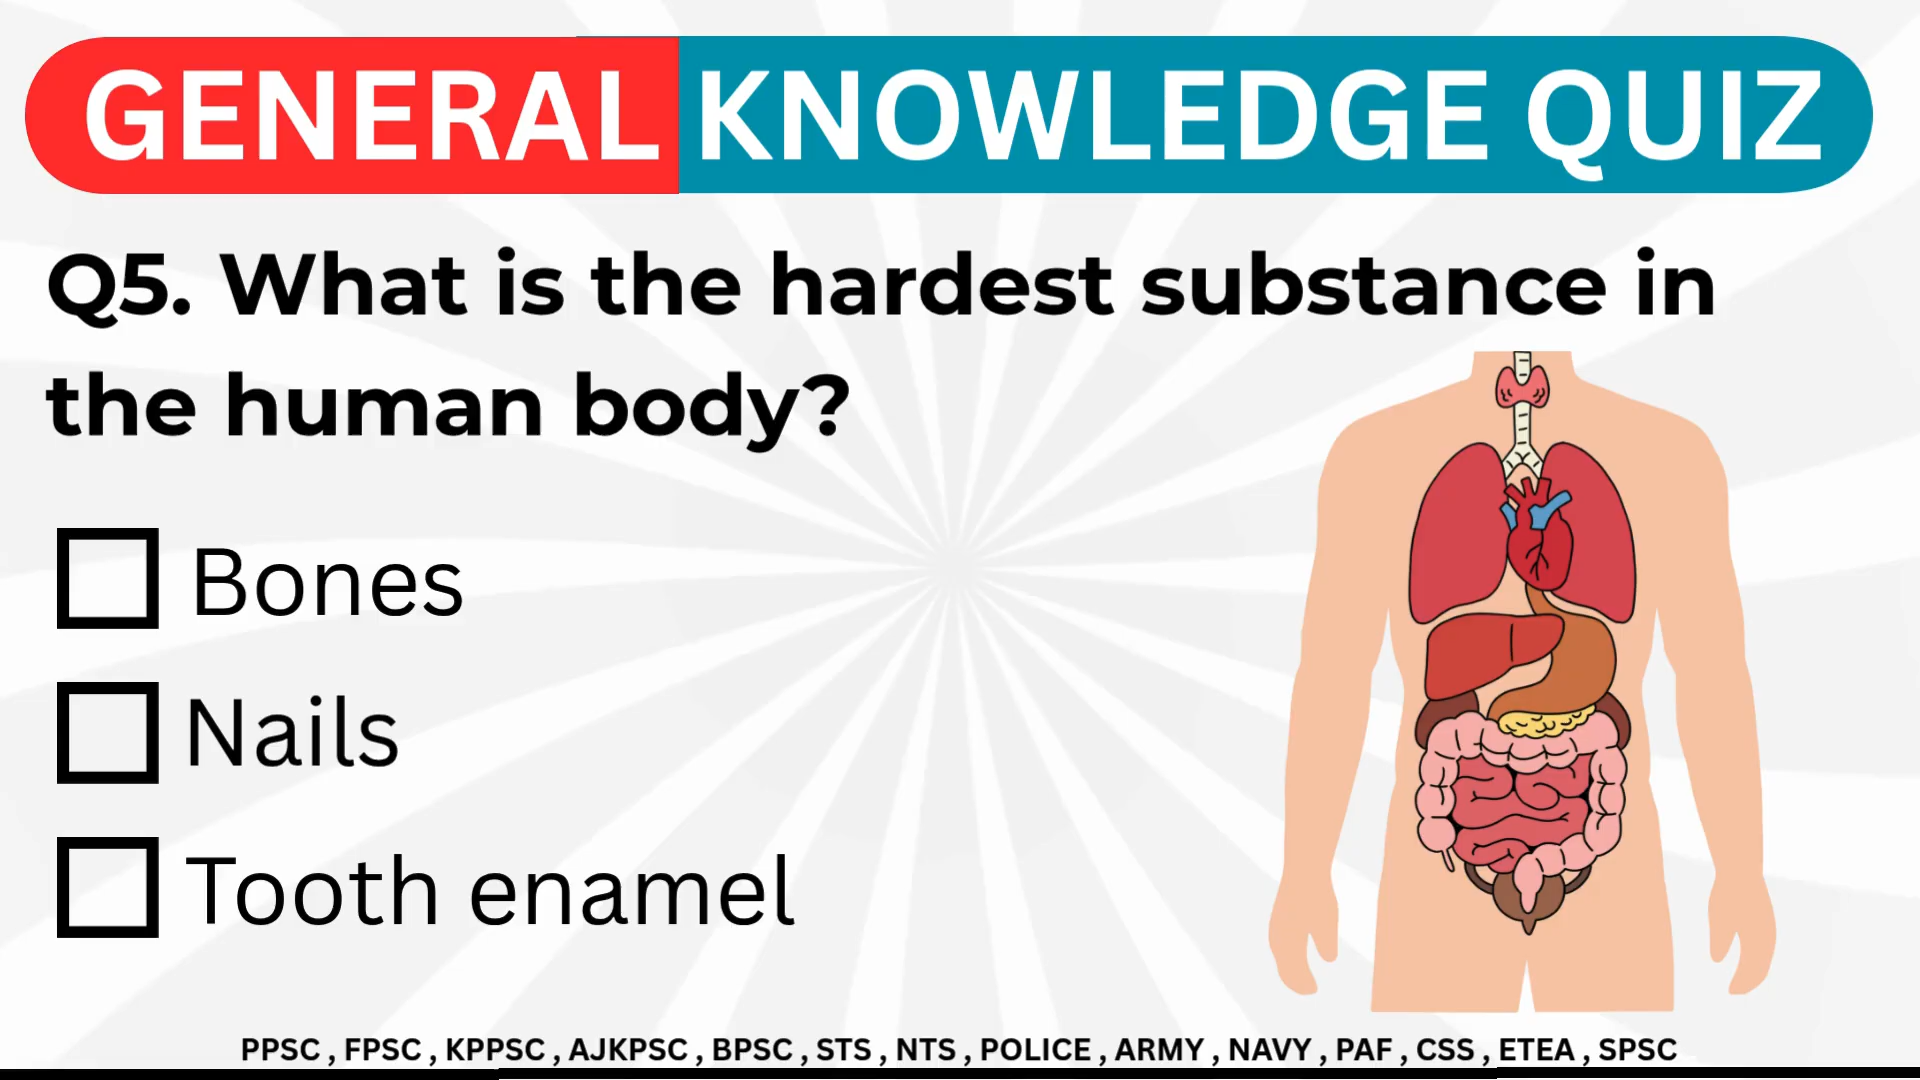 GENERAL KNOWLEDGE QUIZ
Q5. What is the hardest substance in
the human body?
Bones
Nails
Tooth enamel
PPSC , FPSC , KPPSC , AJKPSC , BPSC , STS , NTS , POLICE , ARMY , NAVY , PAF , CSS , ETEA , SPSC